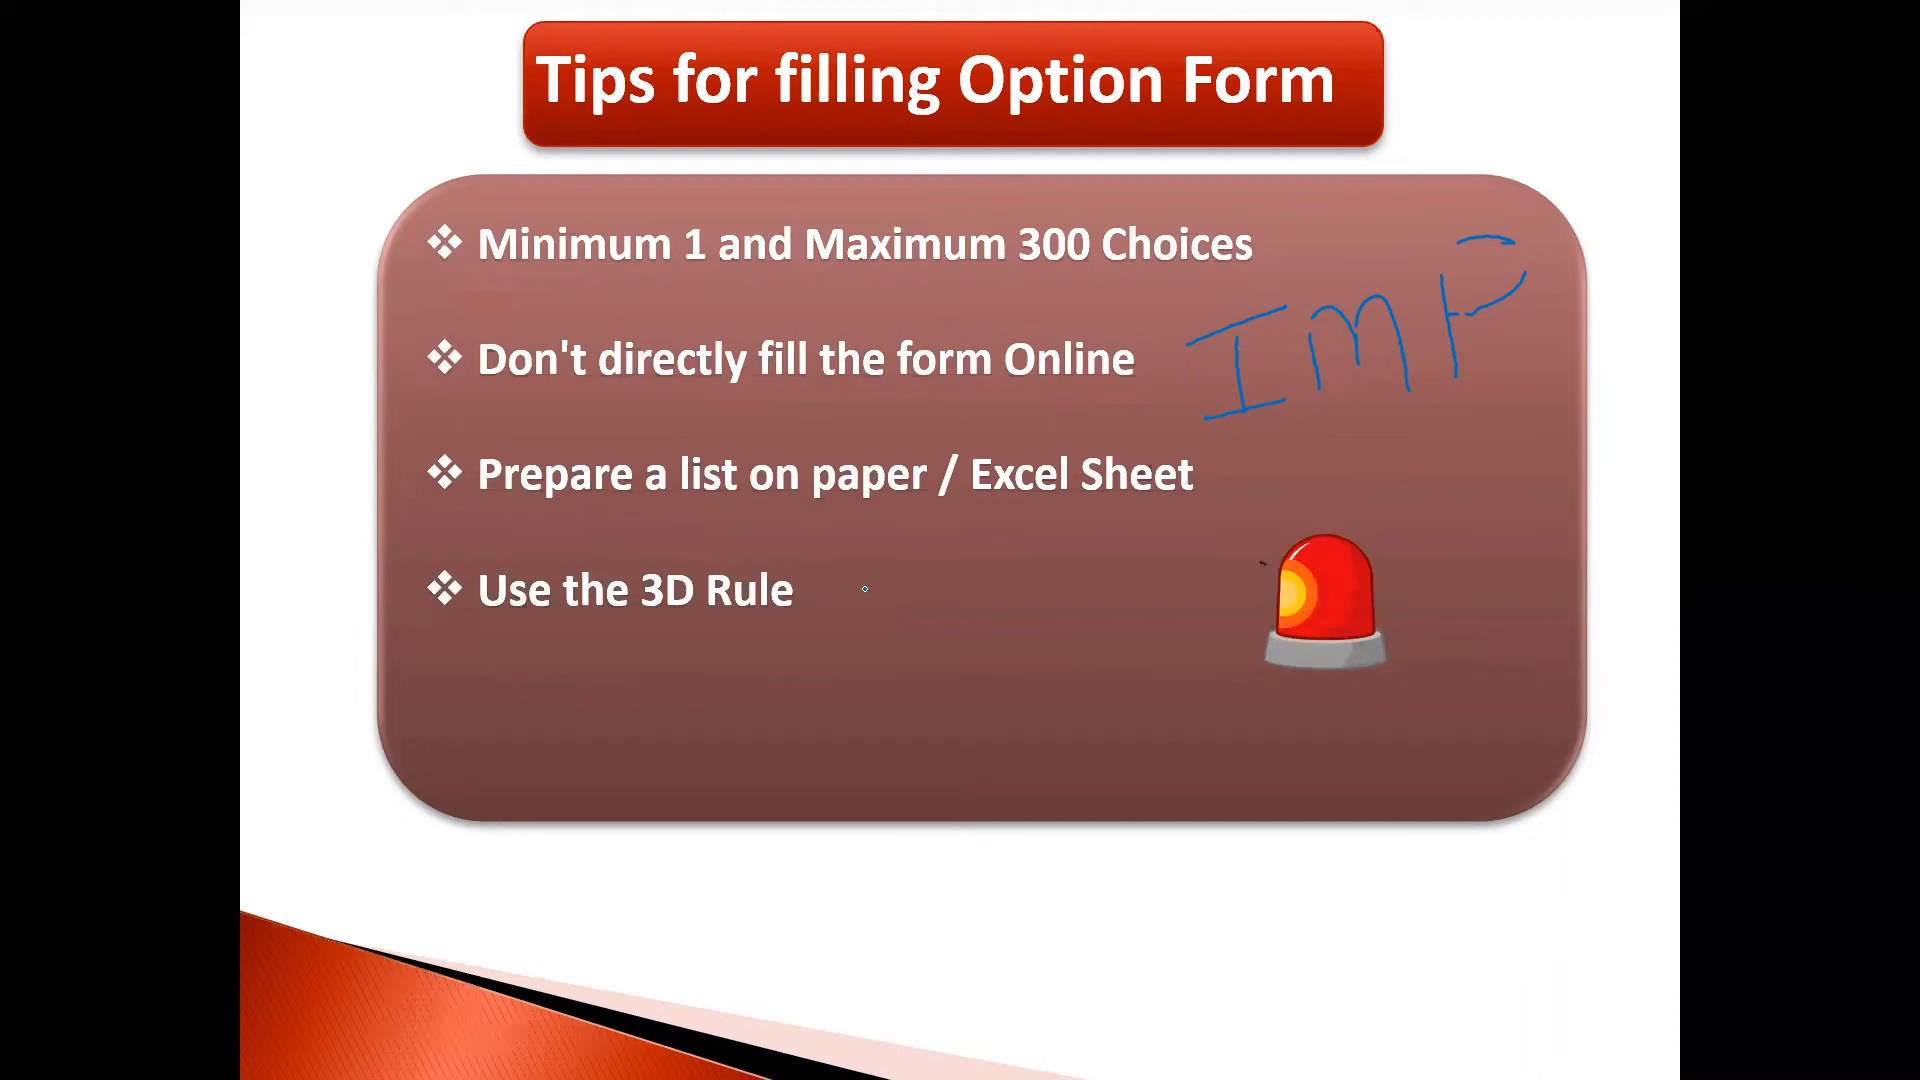 Tips for filling Option Form
❖ Minimum 1 and Maximum 300 Choices
IMP
❖ Don't directly fill the form Online
❖ Prepare a list on paper / Excel Sheet
❖ Use the 3D Rule